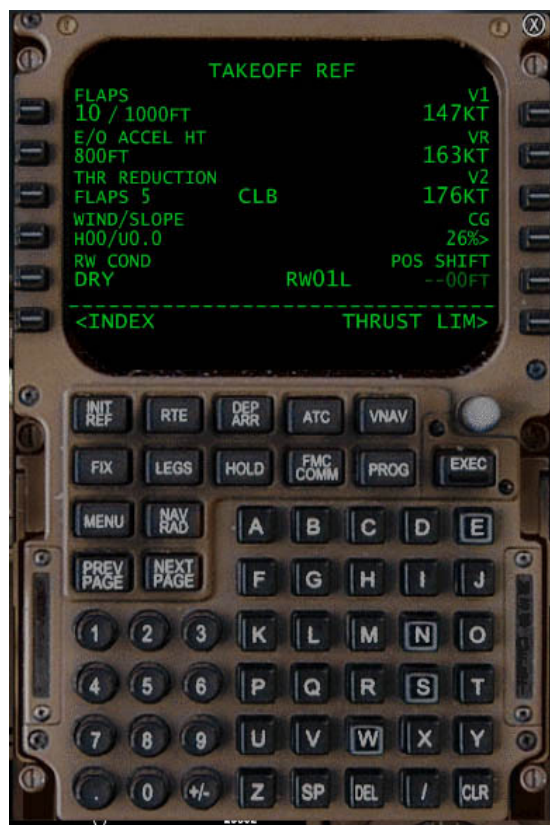 X
TAKEOFF REF
FLAPS V1
10 / 1000FT 147KT
E/O ACCEL HT VR
800FT 163KT
THR REDUCTION V2
FLAPS 5 CLB 176KT
WIND/SLOPE CG
H00/U0.0 26%>
RW COND POS SHIFT
DRY RW01L --00FT
<INDEX THRUST LIM>
INIT REF RTE DEP ARR ATC VNAV
FIX LEGS HOLD FMC COMM PROG EXEC
MENU NAV RAD A B C D E
PREV PAGE NEXT PAGE F G H I J
1 2 3 K L M N O
4 5 6 P Q R S T
7 8 9 U V W X Y
. 0 +/- Z SP DEL / CLR